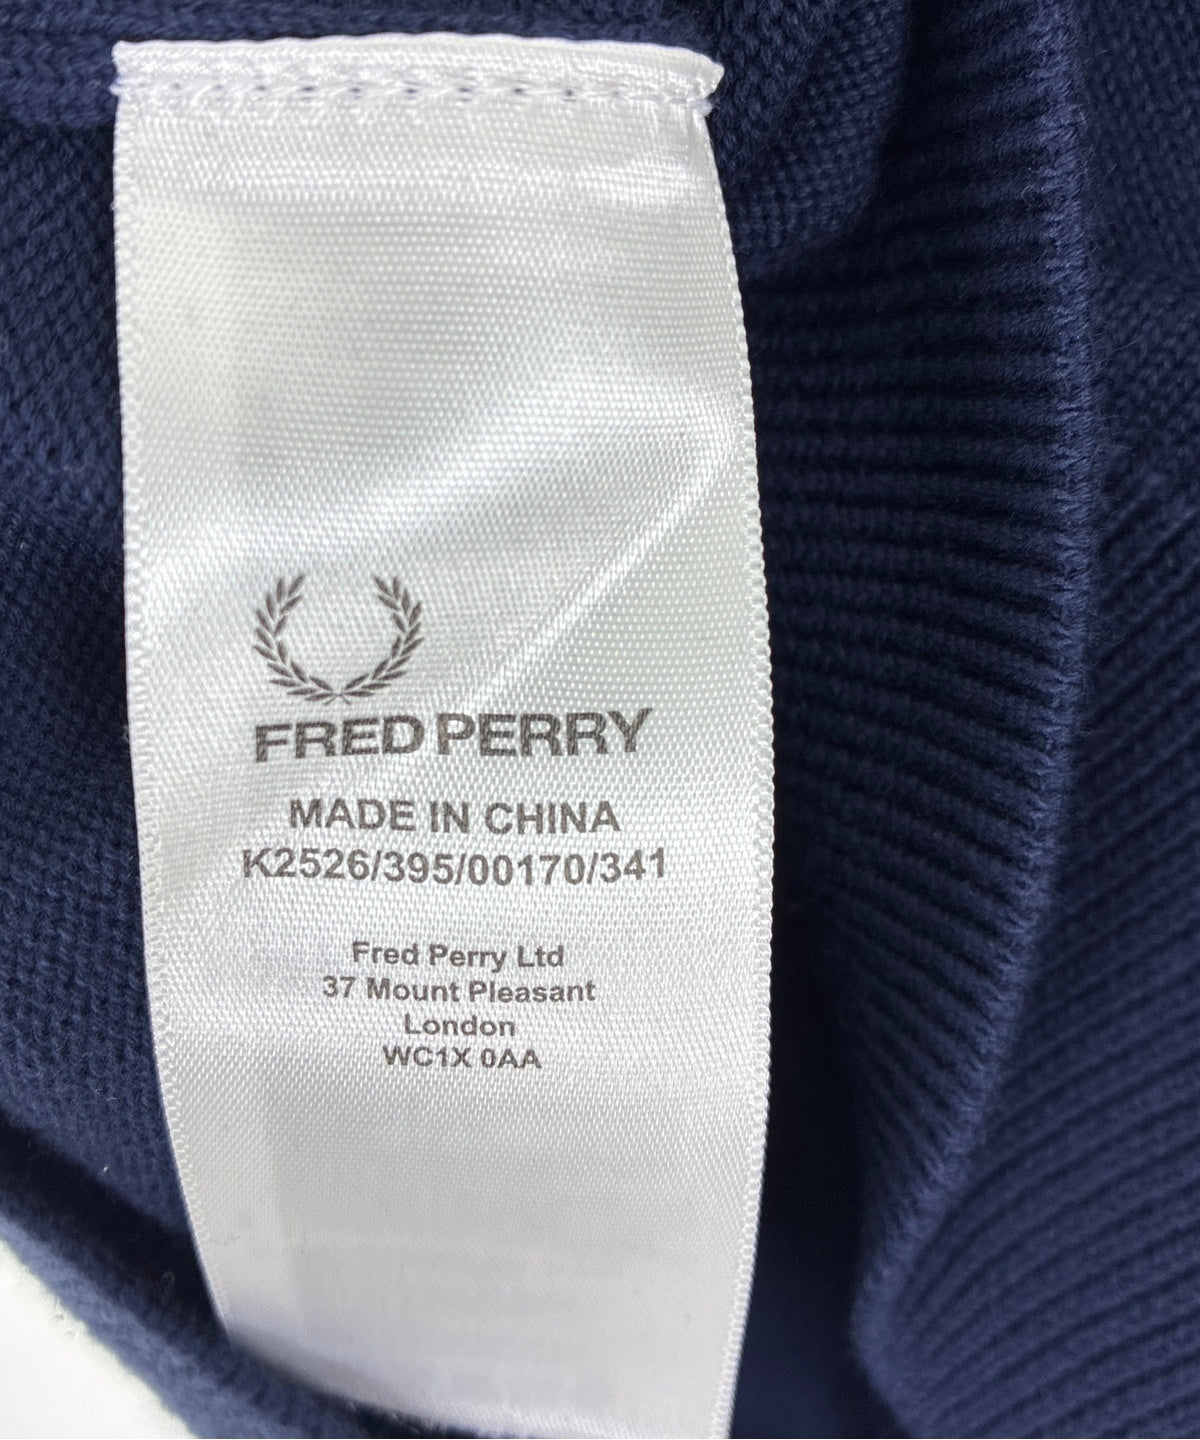 FRED PERRY
MADE IN CHINA
K2526/395/00170/341
Fred Perry Ltd
37 Mount Pleasant
London
WC1X 0AA